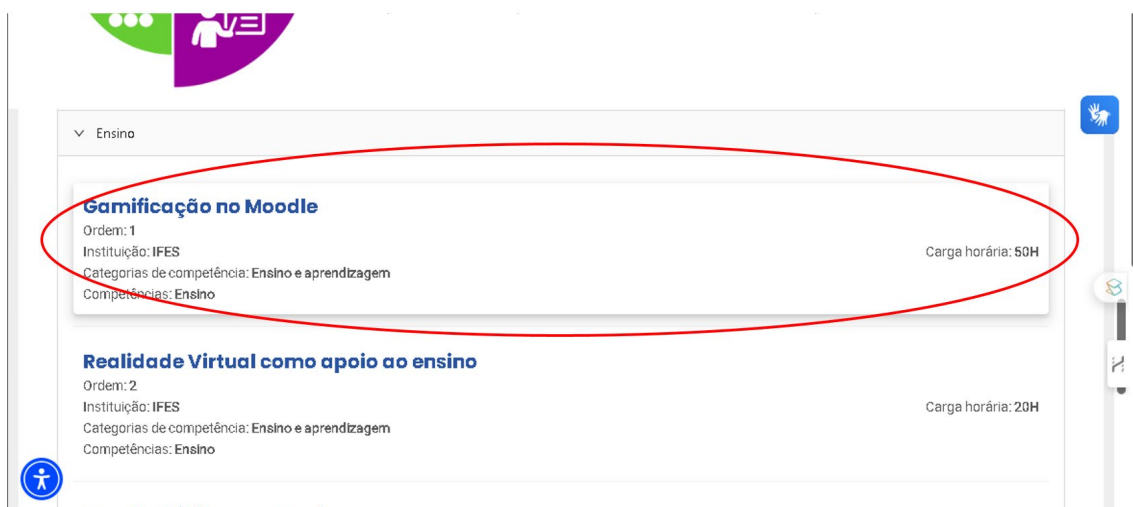 Ensino
Gamificação no Moodle
Ordem: 1
Instituição: IFES
Carga horária: 50H
Categorias de competência: Ensino e aprendizagem
Competências: Ensino
Realidade Virtual como apoio ao ensino
Ordem: 2
Instituição: IFES
Carga horária: 20H
Categorias de competência: Ensino e aprendizagem
Competências: Ensino